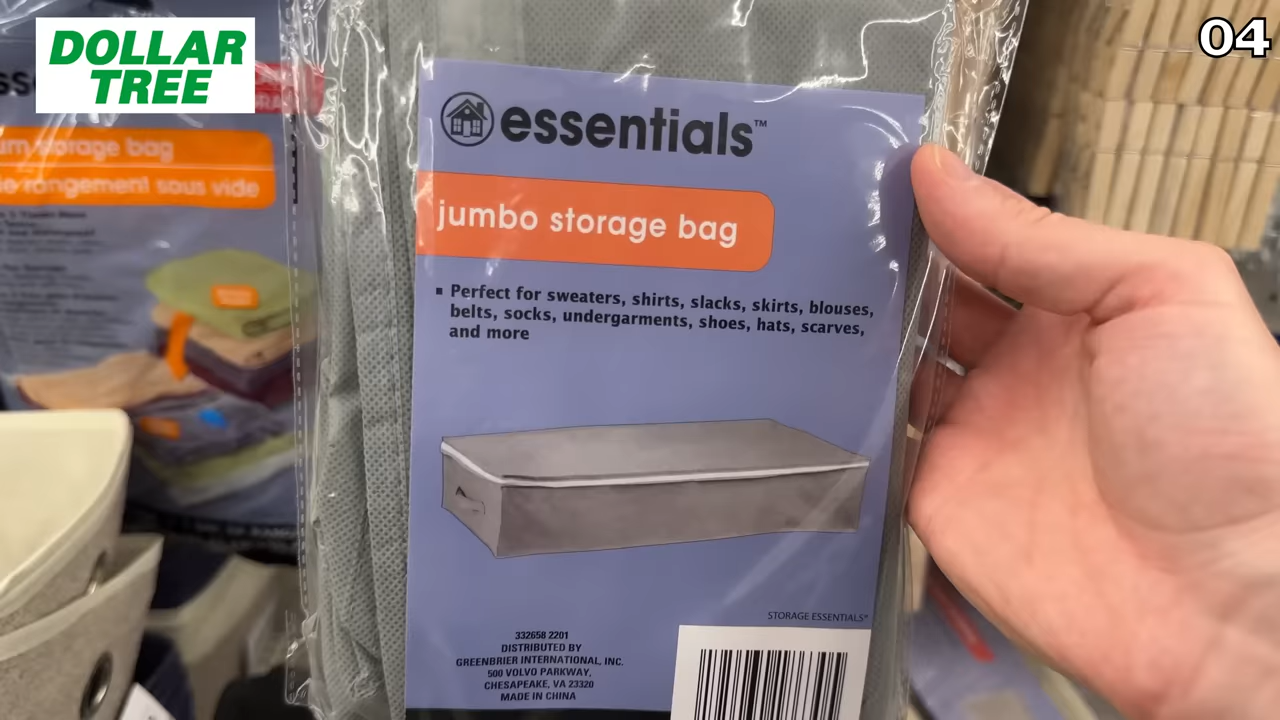 DOLLAR
TREE
04
essentials™
jumbo storage bag
▪ Perfect for sweaters, shirts, slacks, skirts, blouses,
belts, socks, undergarments, shoes, hats, scarves,
and more
storage bag
rangement sous vide
STORAGE ESSENTIALS®
332658 2201
DISTRIBUTED BY
GREENBRIER INTERNATIONAL, INC.
500 VOLVO PARKWAY,
CHESAPEAKE, VA 23320
MADE IN CHINA